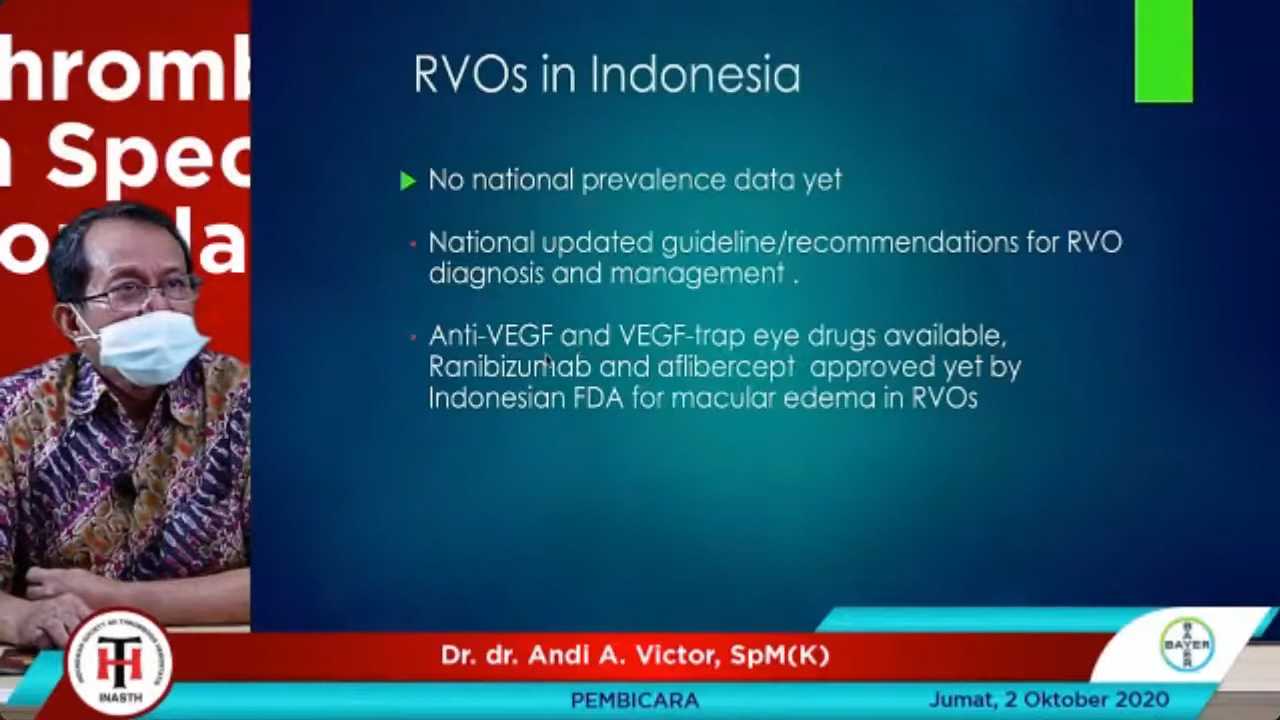 RVOs in Indonesia
No national prevalence data yet
National updated guideline/recommendations for RVO
diagnosis and management .
Anti-VEGF and VEGF-trap eye drugs available,
Ranibizumab and aflibercept approved yet by
Indonesian FDA for macular edema in RVOs
hromb
Spec
INASTH
Dr. dr. Andi A. Victor, SpM(K)
PEMBICARA
Jumat, 2 Oktober 2020
BAYER
BAYER